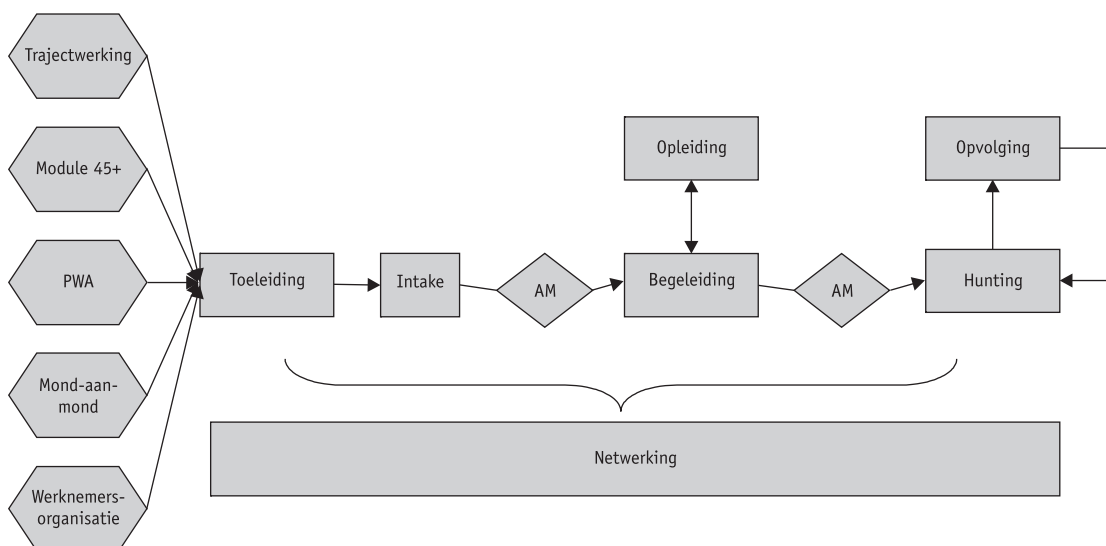 Trajectwerking
Module 45+
PWA
Mond-aan-
mond
Werknemers-
organisatie
Toeleiding
Intake
AM
Opleiding
Begeleiding
AM
Opvolging
Hunting
Netwerking